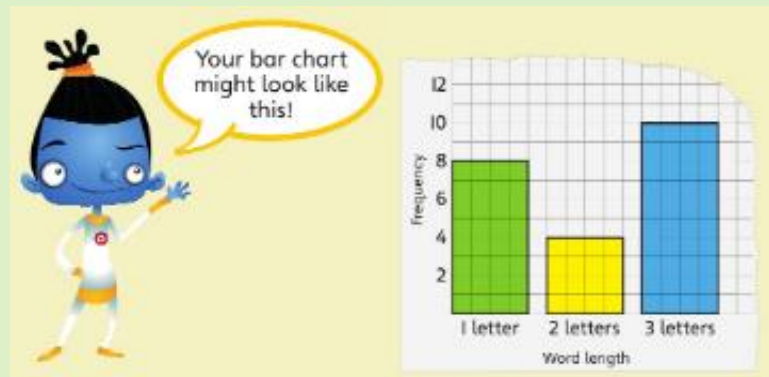 Your bar chart
might look like
this!
12
10
8
6
4
2
Frequency
1 letter 2 letters 3 letters
Word length